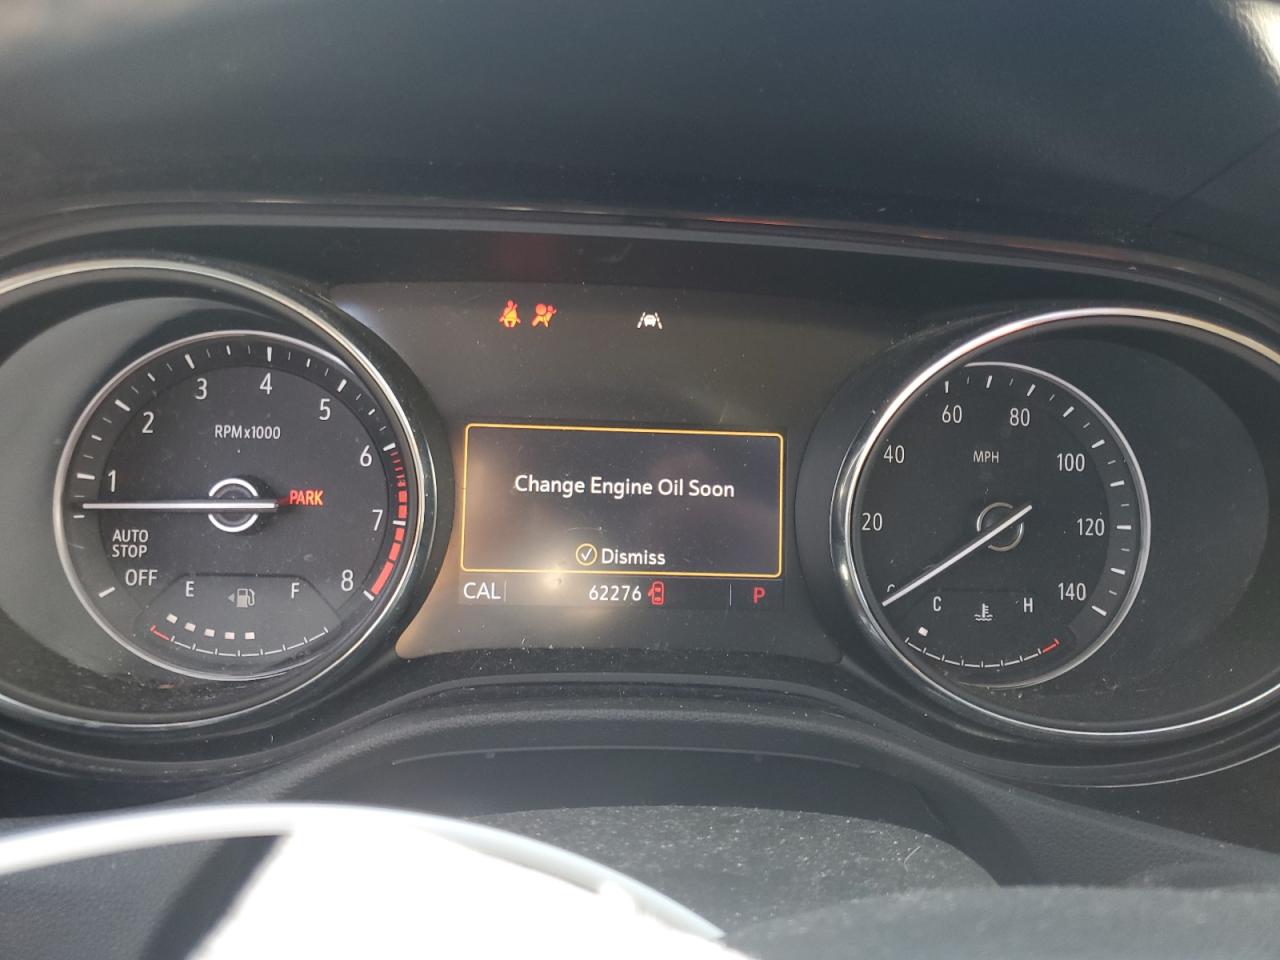 1
2
3
4
5
6
7
8
RPMx1000
PARK
AUTO
STOP
OFF
E
F
Change Engine Oil Soon
Dismiss
CAL
62276
P
20
40
60
80
100
120
140
MPH
C
H